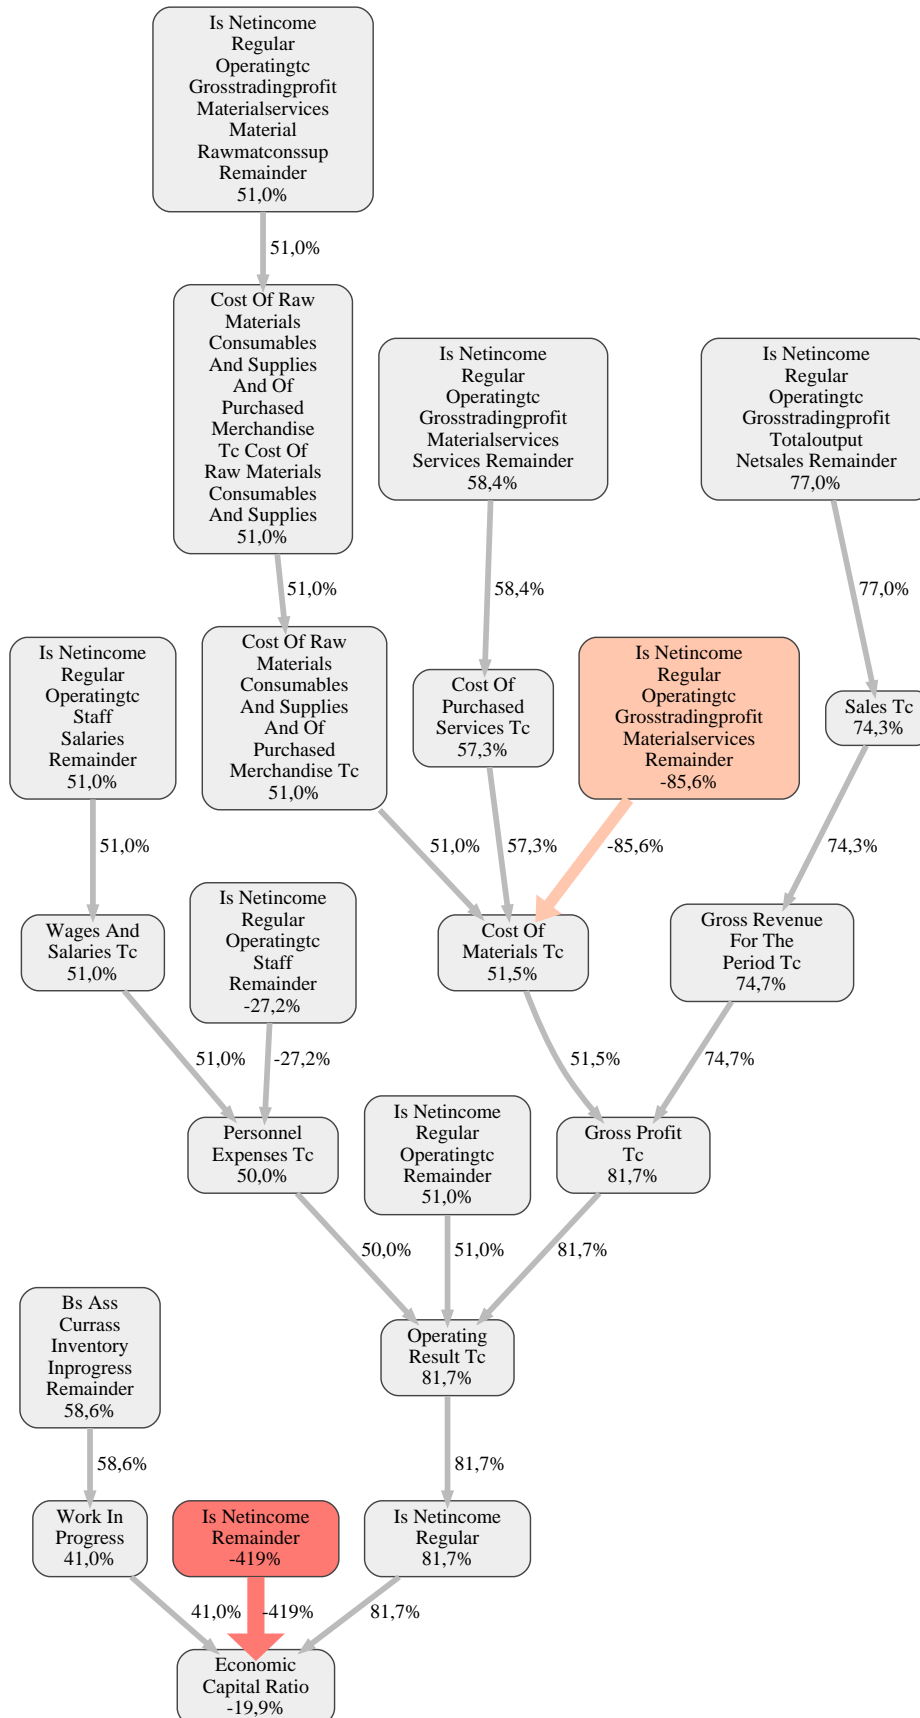 Is Netincome
Regular
Operatingtc
Grosstradingprofit
Materialservices
Material
Rawmatconssup
Remainder
51,0%
51,0%
Cost Of Raw
Materials
Consumables
And Supplies
And Of
Purchased
Merchandise
Tc Cost Of
Raw Materials
Consumables
And Supplies
51,0%
Is Netincome
Regular
Operatingtc
Grosstradingprofit
Materialservices
Services Remainder
58,4%
Is Netincome
Regular
Operatingtc
Grosstradingprofit
Totaloutput
Netsales Remainder
77,0%
51,0%
58,4%
77,0%
Is Netincome
Regular
Operatingtc
Staff
Salaries
Remainder
51,0%
Cost Of Raw
Materials
Consumables
And Supplies
And Of
Purchased
Merchandise Tc
51,0%
Cost Of
Purchased
Services Tc
57,3%
Is Netincome
Regular
Operatingtc
Grosstradingprofit
Materialservices
Remainder
-85,6%
Sales Tc
74,3%
51,0%
51,0%
57,3%
-85,6%
74,3%
Wages And
Salaries Tc
51,0%
Is Netincome
Regular
Operatingtc
Staff
Remainder
-27,2%
Cost Of
Materials Tc
51,5%
Gross Revenue
For The
Period Tc
74,7%
51,0%
-27,2%
51,5%
74,7%
Personnel
Expenses Tc
50,0%
Is Netincome
Regular
Operatingtc
Remainder
51,0%
Gross Profit
Tc
81,7%
50,0%
51,0%
81,7%
Bs Ass
Currass
Inventory
Inprogress
Remainder
58,6%
Operating
Result Tc
81,7%
58,6%
81,7%
Work In
Progress
41,0%
Is Netincome
Remainder
-419%
Is Netincome
Regular
81,7%
41,0%
-419%
81,7%
Economic
Capital Ratio
-19,9%